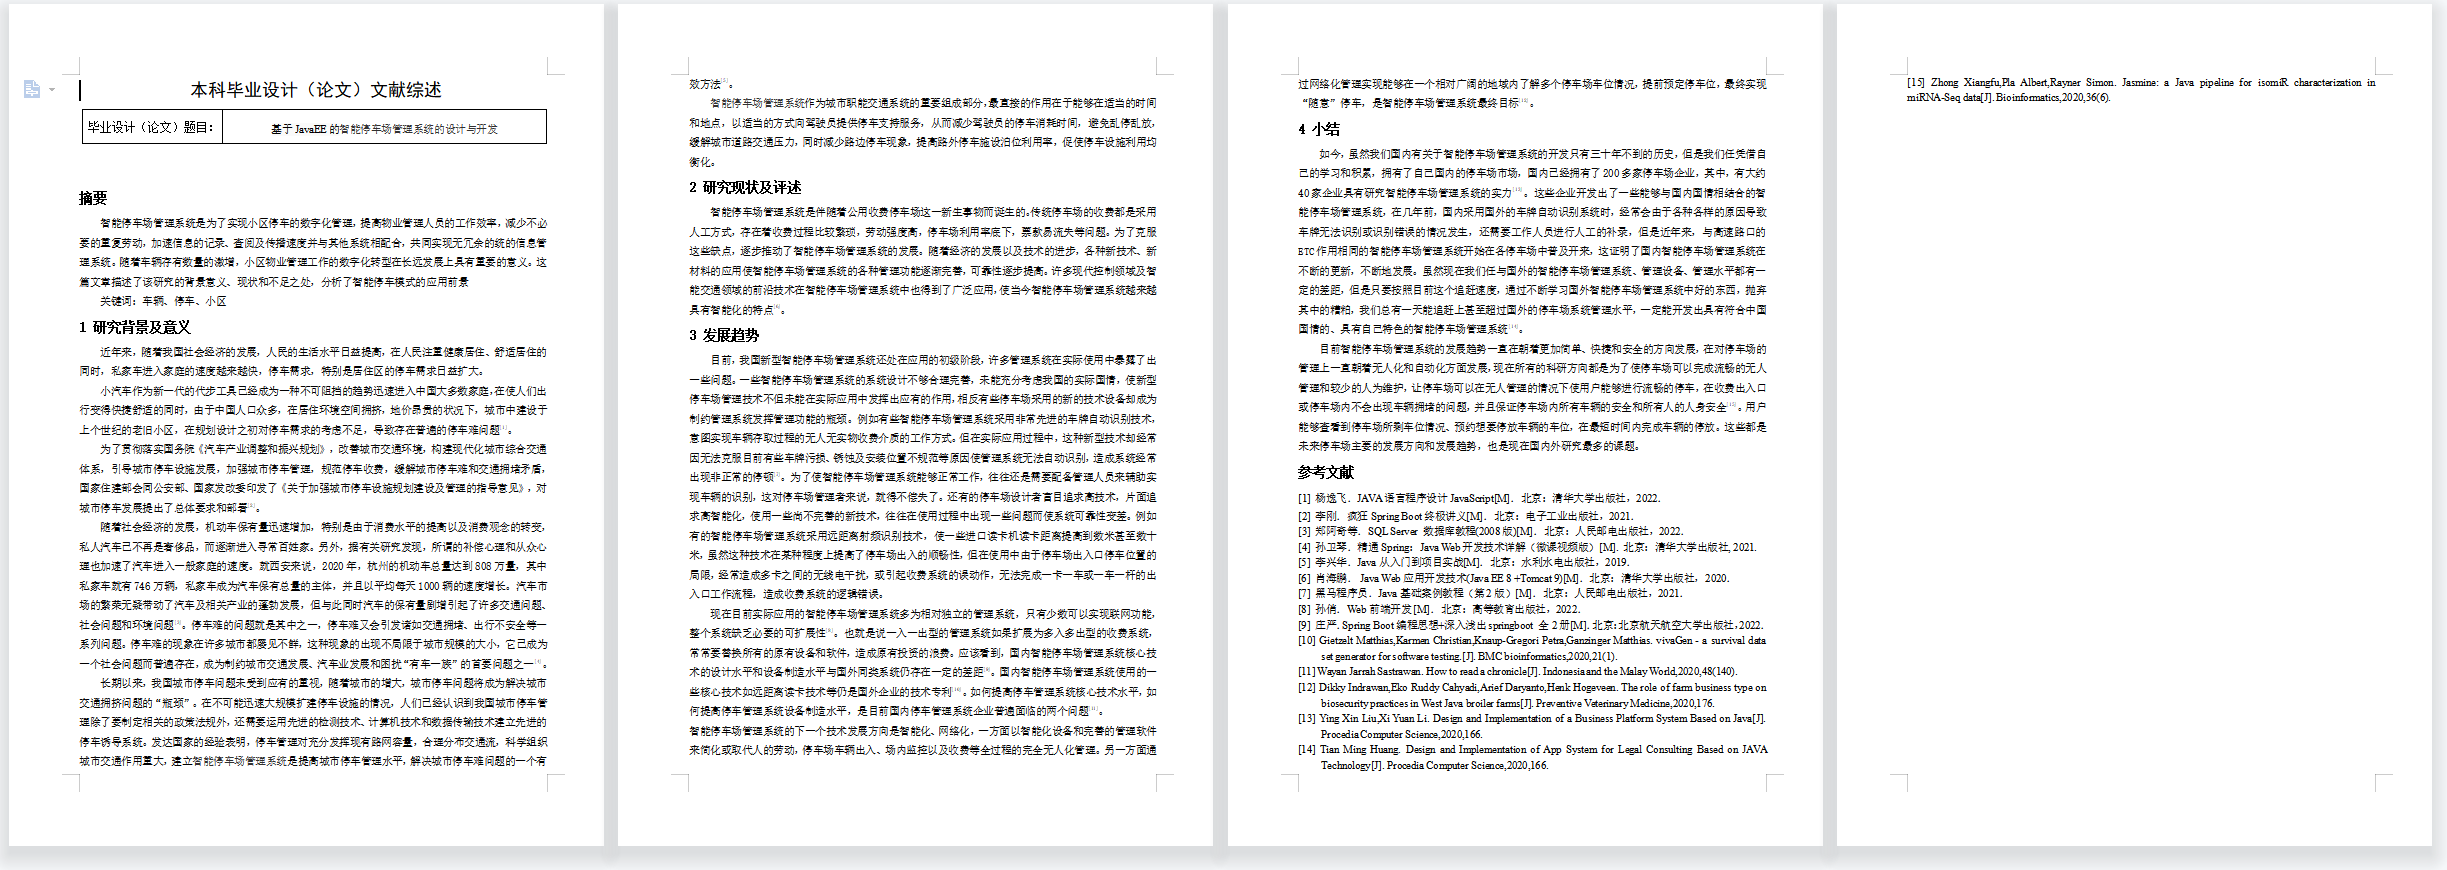 本科毕业设计（论文）文献综述
毕业设计（论文）题目：
基于JavaEE的智能停车场管理系统的设计与开发
摘要
智能停车场管理系统是为了实现小区停车的数字化管理，提高物业管理人员的工作效率，减少不必
要的重复劳动，加速信息的记录、查阅及传播速度并与其他系统相配合，共同实现无冗余的统的信息管
理系统。随着车辆存有数量的激增，小区物业管理工作的数字化转型在长远发展上具有重要的意义。这
篇文章描述了该研究的背景意义、现状和不足之处，分析了智能停车模式的应用前景
关键词：车辆、停车、小区
1 研究背景及意义
近年来，随着我国社会经济的发展，人民的生活水平日益提高，在人民注重健康居住、舒适居住的
同时，私家车进入家庭的速度越来越快，停车需求，特别是居住区的停车需求日益扩大。
小汽车作为新一代的代步工具已经成为一种不可阻挡的趋势迅速进入中国大多数家庭，在使人们出
行变得快捷舒适的同时，由于中国人口众多，在居住环境空间拥挤，地价昂贵的状况下，城市中建设于
上个世纪的老旧小区，在规划设计之初对停车需求的考虑不足，导致存在普遍的停车难问题[1]。
为了贯彻落实国务院《汽车产业调整和振兴规划》，改善城市交通环境，构建现代化城市综合交通
体系，引导城市停车设施发展，加强城市停车管理，规范停车收费，缓解城市停车难和交通拥堵矛盾，
国家住建部会同公安部、国家发改委印发了《关于加强城市停车设施规划建设及管理的指导意见》，对
城市停车发展提出了总体要求和部署。
随着社会经济的发展，机动车保有量迅速增加，特别是由于消费水平的提高以及消费观念的转变，
私人汽车已不再是奢侈品，而逐渐进入寻常百姓家。另外，据有关研究发现，所谓的补偿心理和从众心
理也加速了汽车进入一般家庭的速度。就西安来说，2020 年，杭州的机动车总量达到 808 万量，其中
私家车就有 746 万辆，私家车成为汽车保有总量的主体，并且以平均每天 1000 辆的速度增长。汽车市
场的繁荣无疑带动了汽车及相关产业的蓬勃发展，但与此同时汽车的保有量剧增引起了许多交通问题、
社会问题和环境问题。停车难的问题就是其中之一，停车难又会引发诸如交通拥堵、出行不安全等一
系列问题。停车难的现象在许多城市都屡见不鲜，这种现象的出现不局限于城市规模的大小，它已成为
一个社会问题而普遍存在，成为制约城市交通发展、汽车业发展和困扰“有车一族”的首要问题之一。
长期以来，我国城市停车问题未受到应有的重视，随着城市的增大，城市停车问题将成为解决城市
交通拥挤问题的“瓶颈”。在不可能迅速大规模扩建停车设施的情况，人们已经认识到我国城市停车管
理除了要制定相关的政策法规外，还需要运用先进的检测技术、计算机技术和数据传输技术建立先进的
停车诱导系统。发达国家的经验表明，停车管理对充分发挥现有路网容量，合理分布交通流，科学组织
城市交通作用重大，建立智能停车场管理系统是提高城市停车管理水平，解决城市停车难问题的一个有
效方法。
智能停车场管理系统作为城市职能交通系统的重要组成部分，最直接的作用在于能够在适当的时间
和地点，以适当的方式向驾驶员提供停车支持服务，从而减少驾驶员的停车消耗时间，避免乱停乱放，
缓解城市道路交通压力，同时减少路边停车现象，提高路外停车施设泊位利用率，促使停车设施利用均
衡化。
2 研究现状及评述
智能停车场管理系统是伴随着公用收费停车场这一新生事物而诞生的。传统停车场的收费都是采用
人工方式，存在着收费过程比较繁琐，劳动强度高，停车场利用率底下，票款易流失等问题。为了克服
这些缺点，逐步推动了智能停车场管理系统的发展。随着经济的发展以及技术的进步，各种新技术、新
材料的应用使智能停车场管理系统的各种管理功能逐渐完善，可靠性逐步提高。许多现代控制领域及智
能交通领域的前沿技术在智能停车场管理系统中也得到了广泛应用，使当今智能停车场管理系统越来越
具有智能化的特点。
3 发展趋势
目前，我国新型智能停车场管理系统还处在应用的初级阶段，许多管理系统在实际使用中暴露了出
一些问题。一些智能停车场管理系统的系统设计不够合理完善，未能充分考虑我国的实际国情，使新型
停车场管理技术不但未能在实际应用中发挥出应有的作用，相反有些停车场采用的新的技术设备却成为
制约管理系统发挥管理功能的瓶颈。例如有些智能停车场管理系统采用非常先进的车牌自动识别技术，
意图实现车辆存取过程的无人无实物收费介质的工作方式。但在实际应用过程中，这种新型技术却经常
因无法克服目前有些车牌污损、锈蚀及安装位置不规范等原因使管理系统无法自动识别，造成系统经常
出现非正常的停顿。为了使智能停车场管理系统能够正常工作，往往还是需要配备管理人员来辅助实
现车辆的识别，这对停车场管理者来说，就得不偿失了。还有的停车场设计者盲目追求高技术，片面追
求高智能化，使用一些尚不完善的新技术，往往在使用过程中出现一些问题而使系统可靠性变差。例如
有的智能停车场管理系统采用远距离射频识别技术，使一些进口读卡机读卡距离提高到数米甚至数十
米，虽然这种技术在某种程度上提高了停车场出入的顺畅性，但在使用中由于停车场出入口停车位置的
局限，经常造成多卡之间的无线电干扰，或引起收费系统的误动作，无法完成一卡一车或一车一杆的出
入口工作流程，造成收费系统的逻辑错误。
现在目前实际应用的智能停车场管理系统多为相对独立的管理系统，只有少数可以实现联网功能，
整个系统缺乏必要的可扩展性。也就是说一入一出型的管理系统如果扩展为多入多出型的收费系统，
常常要替换所有的原有设备和软件，造成原有投资的浪费。应该看到，国内智能停车场管理系统核心技
术的设计水平和设备制造水平与国外同类系统仍存在一定的差距。国内智能停车场管理系统使用的一
些核心技术如远距离读卡技术等仍是国外企业的技术专利[10]。如何提高停车管理系统核心技术水平，如
何提高停车管理系统设备制造水平，是目前国内停车管理系统企业普遍面临的两个问题[11]。
智能停车场管理系统的下一个技术发展方向是智能化、网络化，一方面以智能化设备和完善的管理软件
来简化或取代人的劳动，停车场车辆出入、场内监控以及收费等全过程的完全无人化管理。另一方面通
过网络化管理实现能够在一个相对广阔的地域内了解多个停车场车位情况，提前预定停车位，最终实现
“随意”停车，是智能停车场管理系统最终目标。
4 小结
如今，虽然我们国内有关于智能停车场管理系统的开发只有三十年不到的历史，但是我们任凭借自
己的学习和积累，拥有了自己国内的停车场市场，国内已经拥有了 200 多家停车场企业，其中，有大约
40 家企业具有研究智能停车场管理系统的实力[13]。这些企业开发出了一些能够与国内国情相结合的智
能停车场管理系统，在几年前，国内采用国外的车牌自动识别系统时，经常会由于各种各样的原因导致
车牌无法识别或识别错误的情况发生，还需要工作人员进行人工的补录，但是近年来，与高速路口的
ETC 作用相同的智能停车场管理系统开始在各停车场中普及开来，这证明了国内智能停车场管理系统在
不断的更新，不断地发展。虽然现在我们任与国外的智能停车场管理系统、管理设备、管理水平都有一
定的差距，但是只要按照目前这个追赶速度，通过不断学习国外智能停车场管理系统中好的东西，抛弃
其中的糟粕，我们总有一天能追赶上甚至超过国外的停车场系统管理水平，一定能开发出具有符合中国
国情的、具有自己特色的智能停车场管理系统[14]。
目前智能停车场管理系统的发展趋势一直在朝着更加简单、快捷和安全的方向发展，在对停车场的
管理上一直朝着无人化和自动化方面发展，现在所有的科研方向都是为了使停车场可以完成流畅的无人
管理和较少的人为维护，让停车场可以在无人管理的情况下使用户能够进行流畅的停车，在收费出入口
或停车场内不会出现车辆拥堵的问题，并且保证停车场内所有车辆的安全和所有人的人身安全[15]。用户
能够查看到停车场所剩车位情况、预约想要停放车辆的车位，在最短时间内完成车辆的停放。这些都是
未来停车场主要的发展方向和发展趋势，也是现在国内外研究最多的课题。
参考文献
[1] 杨逸飞．JAVA 语言程序设计 JavaScript[M]．北京：清华大学出版社，2022.
[2] 李刚．疯狂 Spring Boot 终极讲义[M]．北京：电子工业出版社，2021.
[3] 郑阿奇等．SQL Server 数据库教程(2008 版)[M]．北京：人民邮电出版社，2022.
[4] 孙卫琴．精通 Spring：Java Web 开发技术详解（微课视频版）[M]. 北京：清华大学出版社, 2021.
[5] 李兴华．Java 从入门到项目实战[M]．北京：水利水电出版社，2019.
[6] 肖海鹏．Java Web 应用开发技术(Java EE 8 +Tomcat 9)[M]．北京：清华大学出版社，2020.
[7] 黑马程序员．Java 基础案例教程（第 2 版）[M]．北京：人民邮电出版社，2021.
[8] 孙俏．Web 前端开发[M]．北京：高等教育出版社，2022.
[9] 庄严. Spring Boot 编程思想+深入浅出 springboot 全 2 册[M]. 北京:北京航天航空大学出版社,2022.
[10] Gietzelt Matthias,Karmen Christian,Knaup-Gregori Petra,Ganzinger Matthias. vivaGen - a survival data
set generator for software testing.[J]. BMC bioinformatics,2020,21(1).
[11] Wayan Jarrah Sastrawan. How to read a chronicle[J]. Indonesia and the Malay World,2020,48(140).
[12] Dikky Indrawan,Eko Ruddy Cahyadi,Arief Daryanto,Henk Hogeveen. The role of farm business type on
biosecurity practices in West Java broiler farms[J]. Preventive Veterinary Medicine,2020,176.
[13] Ying Xin Liu,Xi Yuan Li. Design and Implementation of a Business Platform System Based on Java[J].
Procedia Computer Science,2020,166.
[14] Tian Ming Huang. Design and Implementation of App System for Legal Consulting Based on JAVA
Technology[J]. Procedia Computer Science,2020,166.
[15] Zhong Xiangfu,Pla Albert,Rayner Simon. Jasmine: a Java pipeline for isomiR characterization in
miRNA-Seq data[J]. Bioinformatics,2020,36(6).